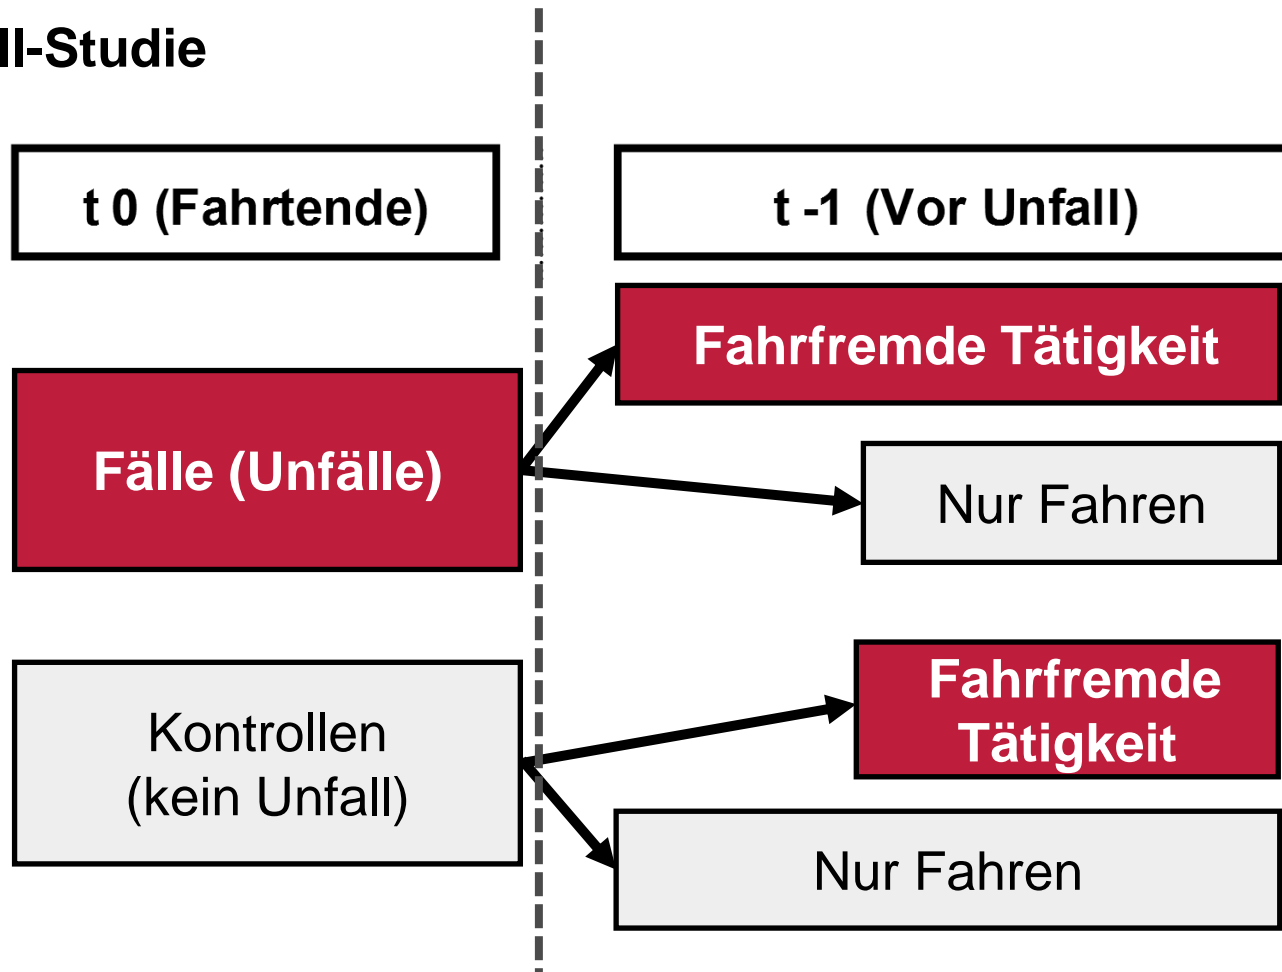 ll-Studie
t 0 (Fahrtende)
t -1 (Vor Unfall)
Fahrfremde Tätigkeit
Fälle (Unfälle)
Nur Fahren
Fahrfremde
Tätigkeit
Kontrollen
(kein Unfall)
Nur Fahren